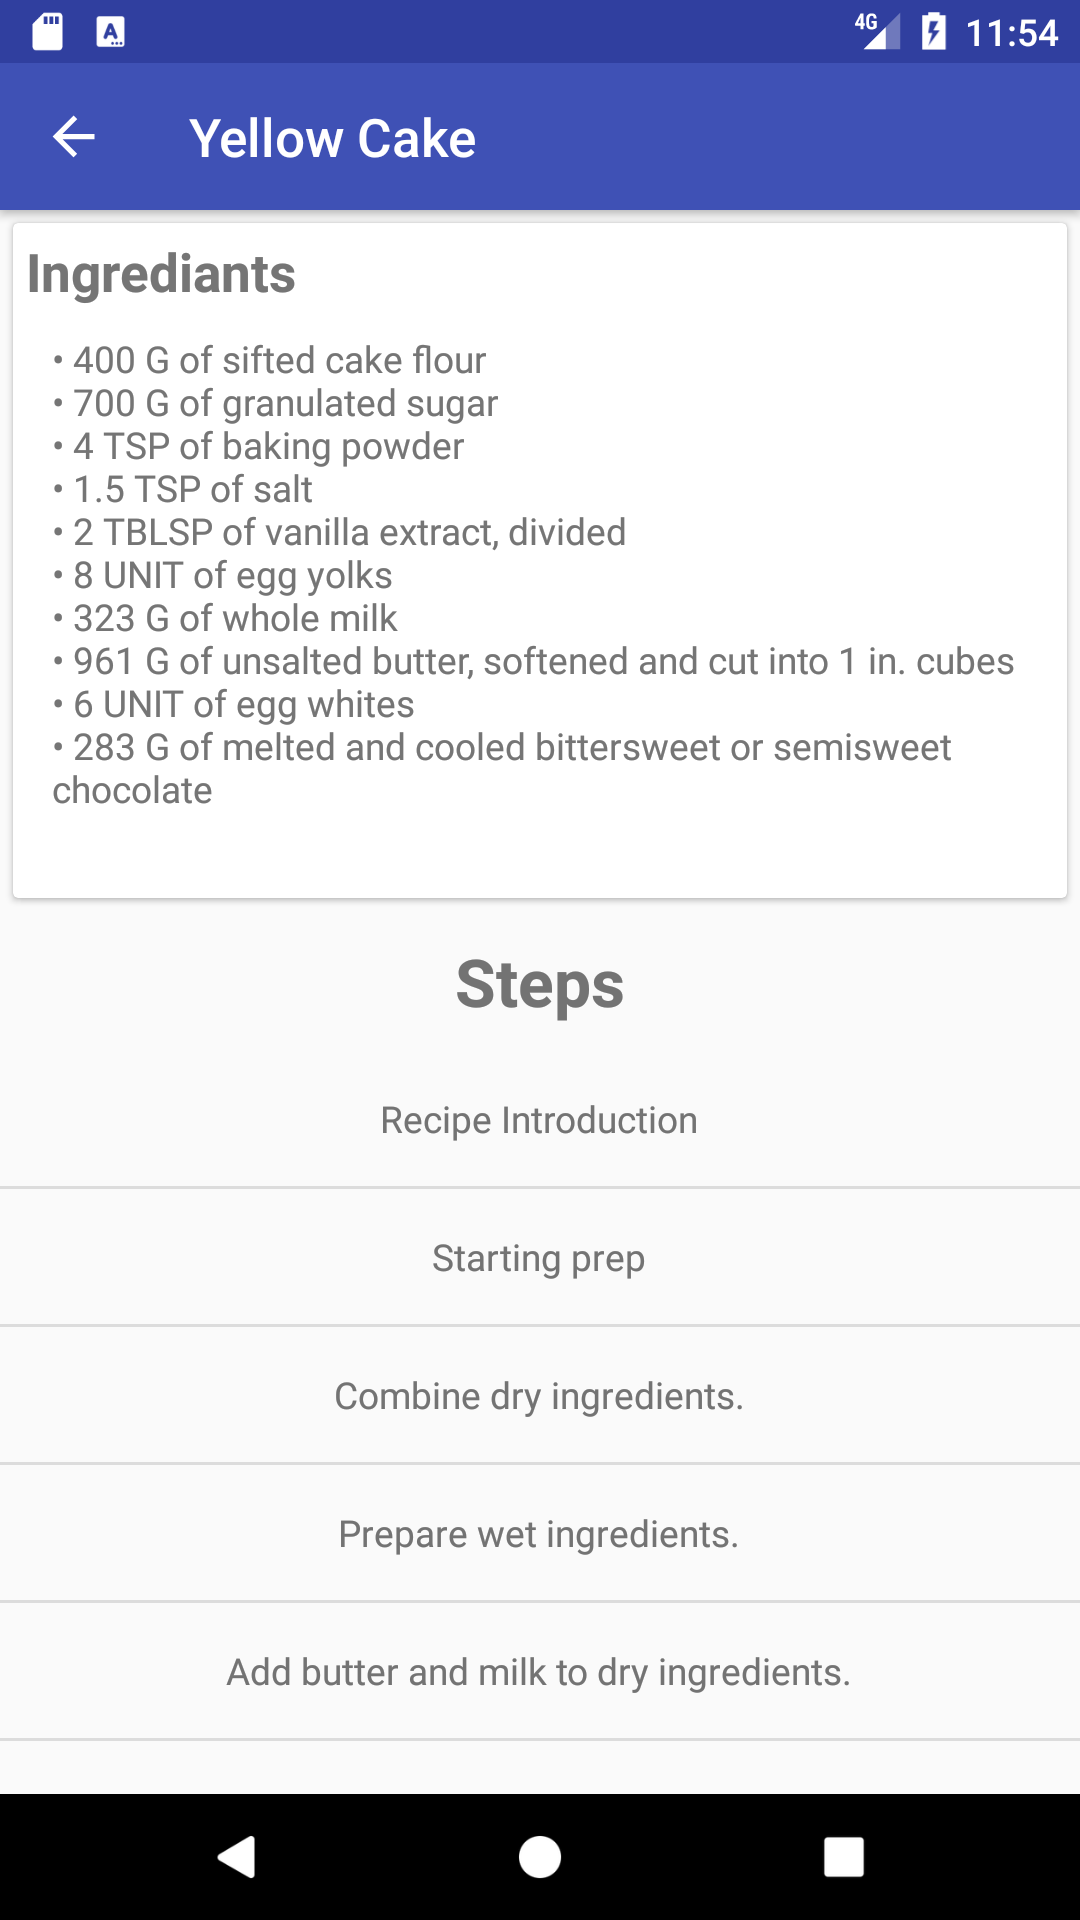 4G 11:54
Yellow Cake
Ingrediants
• 400 G of sifted cake flour
• 700 G of granulated sugar
• 4 TSP of baking powder
• 1.5 TSP of salt
• 2 TBLSP of vanilla extract, divided
• 8 UNIT of egg yolks
• 323 G of whole milk
• 961 G of unsalted butter, softened and cut into 1 in. cubes
• 6 UNIT of egg whites
• 283 G of melted and cooled bittersweet or semisweet
chocolate
Steps
Recipe Introduction
Starting prep
Combine dry ingredients.
Prepare wet ingredients.
Add butter and milk to dry ingredients.